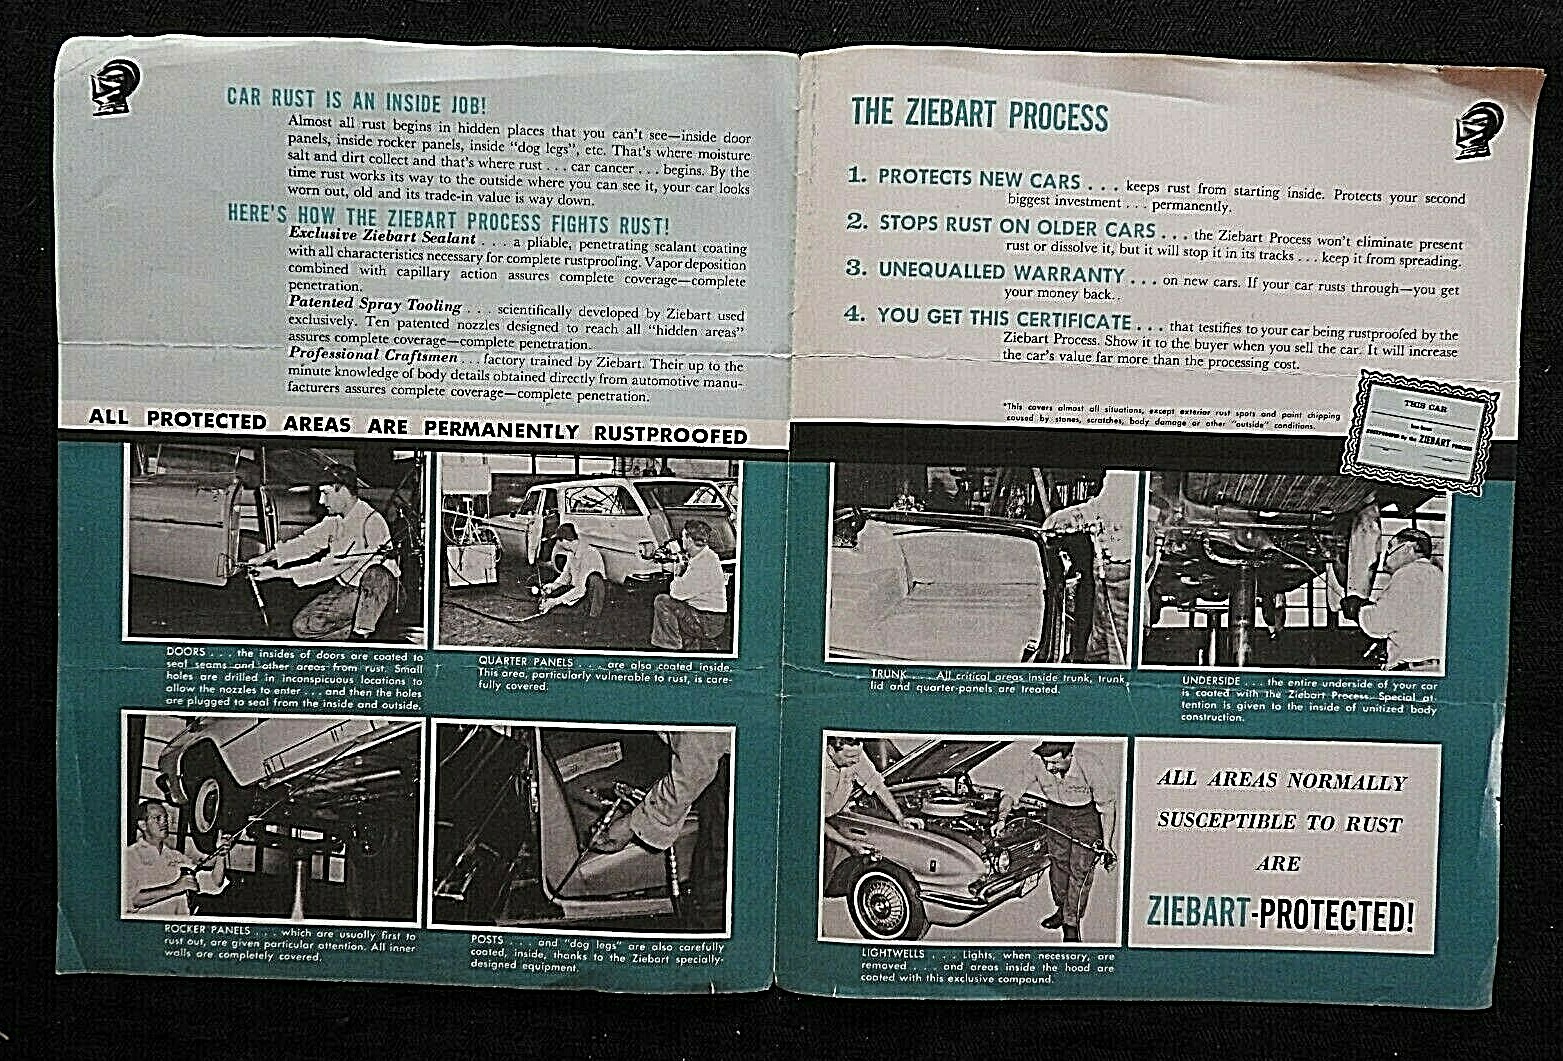 CAR RUST IS AN INSIDE JOB!
Almost all rust begins in hidden places that you can't see—inside door
panels, inside rocker panels, inside "dog legs", etc. That's where moisture
salt and dirt collect and that's where rust . . . car cancer . . . begins. By the
time rust works its way to the outside where you can see it, your car looks
worn out, old and its trade-in value is way down.
HERE'S HOW THE ZIEBART PROCESS FIGHTS RUST!
Exclusive Ziebart Sealant . . . a pliable, penetrating sealant coating
with all characteristics necessary for complete rustproofing. Vapor deposition
combined with capillary action assures complete coverage—complete
penetration.
Patented Spray Tooling . . . scientifically developed by Ziebart used
exclusively. Ten patented nozzles designed to reach all "hidden areas"
assures complete coverage—complete penetration.
Professional Craftsmen . . . factory trained by Ziebart. Their up to the
minute knowledge of body details obtained directly from automotive manu-
facturers assures complete coverage—complete penetration.
ALL PROTECTED AREAS ARE PERMANENTLY RUSTPROOFED
DOORS . . . the insides of doors are coated to
seal seams and other areas from rust. Small
holes are drilled in inconspicuous locations to
allow the nozzles to enter . . . and then the holes
are plugged to seal from the inside and outside.
QUARTER PANELS . . . are also coated inside.
This area, particularly vulnerable to rust, is care-
fully covered.
ROCKER PANELS . . . which are usually first to
rust out, are given particular attention. All inner
walls are completely covered.
POSTS . . . and "dog legs" are also carefully
coated, inside, thanks to the Ziebart specially-
designed equipment.
THE ZIEBART PROCESS
1. PROTECTS NEW CARS . . . keeps rust from starting inside. Protects your second
biggest investment . . . permanently.
2. STOPS RUST ON OLDER CARS . . . the Ziebart Process won't eliminate present
rust or dissolve it, but it will stop it in its tracks . . . keep it from spreading.
3. UNEQUALLED WARRANTY . . . on new cars. If your car rusts through—you get
your money back..
4. YOU GET THIS CERTIFICATE . . . that testifies to your car being rustproofed by the
Ziebart Process. Show it to the buyer when you sell the car. It will increase
the car's value far more than the processing cost.
*This covers almost all situations, except exterior rust spots and paint chipping
caused by stones, scratches, body damage or other "outside" conditions.
THIS CAR
has been
RUSTPROOFED by the ZIEBART PROCESS
TRUNK . . . All critical areas inside trunk, trunk
lid and quarter-panels are treated.
UNDERSIDE . . . the entire underside of your car
is coated with the Ziebart Process. Special at-
tention is given to the inside of unitized body
construction.
LIGHTWELLS . . . Lights, when necessary, are
removed . . . and areas inside the hood are
coated with this exclusive compound.
ALL AREAS NORMALLY
SUSCEPTIBLE TO RUST
ARE
ZIEBART-PROTECTED!